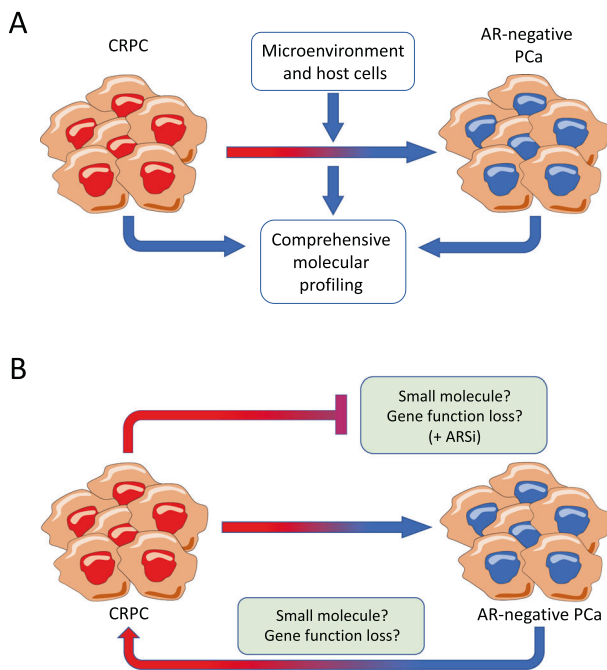 A
CRPC
Microenvironment
and host cells
AR-negative
PCa
Comprehensive
molecular
profiling
B
Small molecule?
Gene function loss?
(+ ARSi)
CRPC
AR-negative PCa
Small molecule?
Gene function loss?